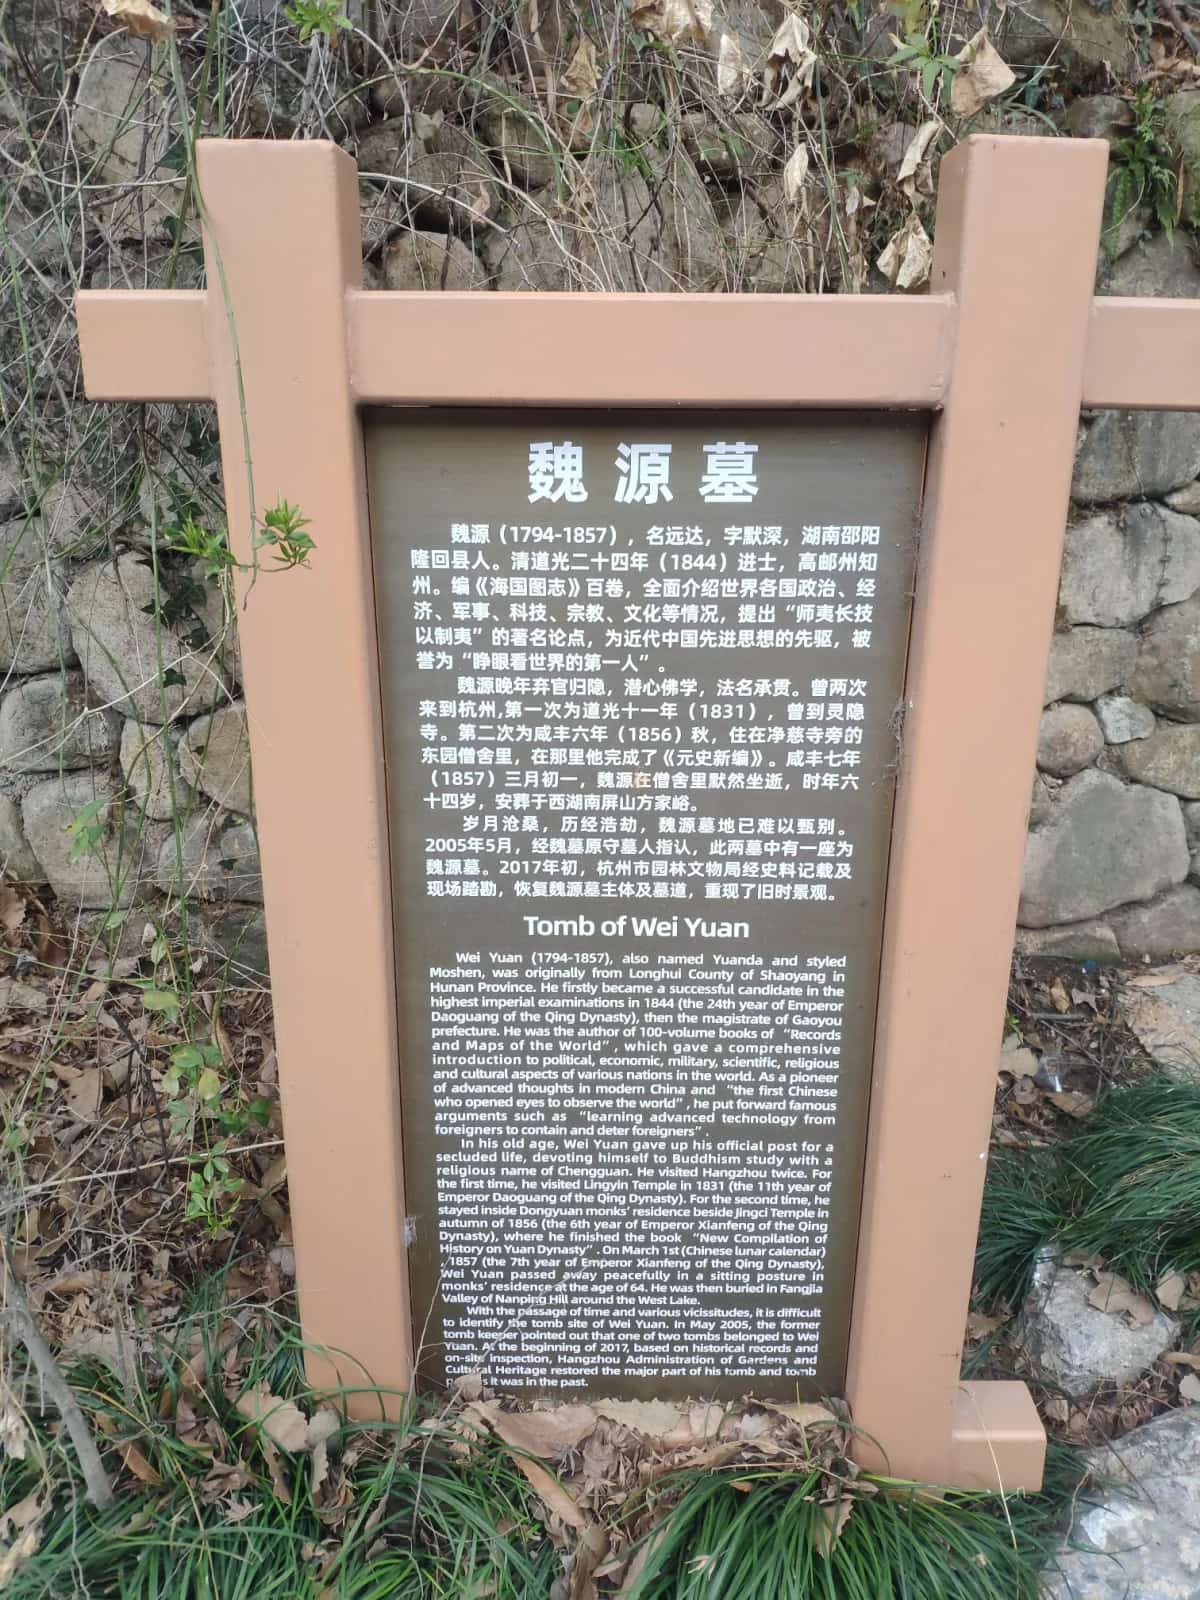 魏源墓
魏源（1794-1857），名远达，字默深，湖南邵阳
隆回县人。清道光二十四年（1844）进士，高邮州知
州。编《海国图志》百卷，全面介绍世界各国政治、经
济、军事、科技、宗教、文化等情况，提出“师夷长技
以制夷”的著名论点，为近代中国先进思想的先驱，被
誉为“睁眼看世界的第一人”。
魏源晚年弃官归隐，潜心佛学，法名承贯。曾两次
来到杭州,第一次为道光十一年（1831），曾到灵隐
寺。第二次为咸丰六年（1856）秋，住在净慈寺旁的
东园僧舍里，在那里他完成了《元史新编》。咸丰七年
（1857）三月初一，魏源在僧舍里默然坐逝，时年六
十四岁，安葬于西湖南屏山方家峪。
岁月沧桑，历经浩劫，魏源墓地已难以甄别。
2005年5月，经魏墓原守墓人指认，此两墓中有一座为
魏源墓。2017年初，杭州市园林文物局经史料记载及
现场踏勘，恢复魏源墓主体及墓道，重现了旧时景观。
Tomb of Wei Yuan
Wei Yuan (1794-1857), also named Yuanda and styled
Moshen, was originally from Longhui County of Shaoyang in
Hunan Province. He firstly became a successful candidate in the
highest imperial examinations in 1844 (the 24th year of Emperor
Daoguang of the Qing Dynasty), then the magistrate of Gaoyou
prefecture. He was the author of 100-volume books of “Records
and Maps of the World”, which gave a comprehensive
introduction to political, economic, military, scientific, religious
and cultural aspects of various nations in the world. As a pioneer
of advanced thoughts in modern China and “the first Chinese
who opened eyes to observe the world”, he put forward famous
arguments such as “learning advanced technology from
foreigners to contain and deter foreigners”.
In his old age, Wei Yuan gave up his official post for a
secluded life, devoting himself to Buddhism study with a
religious name of Chengguan. He visited Hangzhou twice. For
the first time, he visited Lingyin Temple in 1831 (the 11th year of
Emperor Daoguang of the Qing Dynasty). For the second time, he
stayed inside Dongyuan monks’ residence beside Jingci Temple in
autumn of 1856 (the 6th year of Emperor Xianfeng of the Qing
Dynasty), where he finished the book “New Compilation of
History on Yuan Dynasty”. On March 1st (Chinese lunar calendar)
, 1857 (the 7th year of Emperor Xianfeng of the Qing Dynasty),
Wei Yuan passed away peacefully in a sitting posture in
monks’ residence at the age of 64. He was then buried in Fangjia
Valley of Nanping Hill around the West Lake.
With the passage of time and various vicissitudes, it is difficult
to identify the tomb site of Wei Yuan. In May 2005, the former
tomb keeper pointed out that one of two tombs belonged to Wei
Yuan. At the beginning of 2017, based on historical records and
on-site inspection, Hangzhou Administration of Gardens and
Cultural Heritage restored the major part of his tomb and tomb
it was in the past.